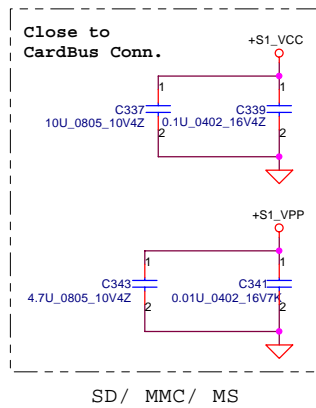 Close to
CardBus Conn.
+S1_VCC
1
1
C337
C339
10U_0805_10V4Z
0.1U_0402_16V4Z
2
2
+S1_VPP
1
1
C343
C341
4.7U_0805_10V4Z
0.01U_0402_16V7K
2
2
SD/ MMC/ MS